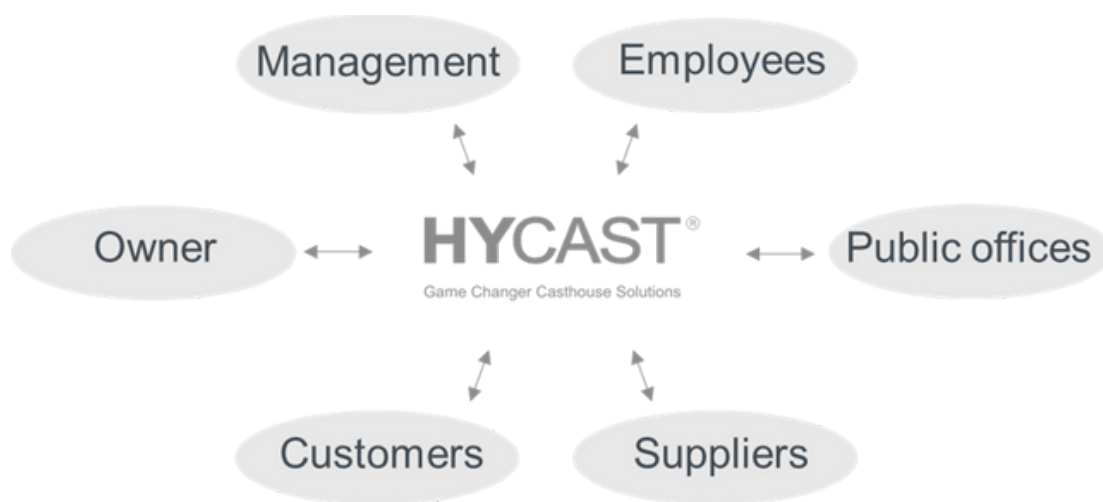 Management
Employees
Owner
HYCAST®
Public offices
Game Changer Casthouse Solutions
Customers
Suppliers